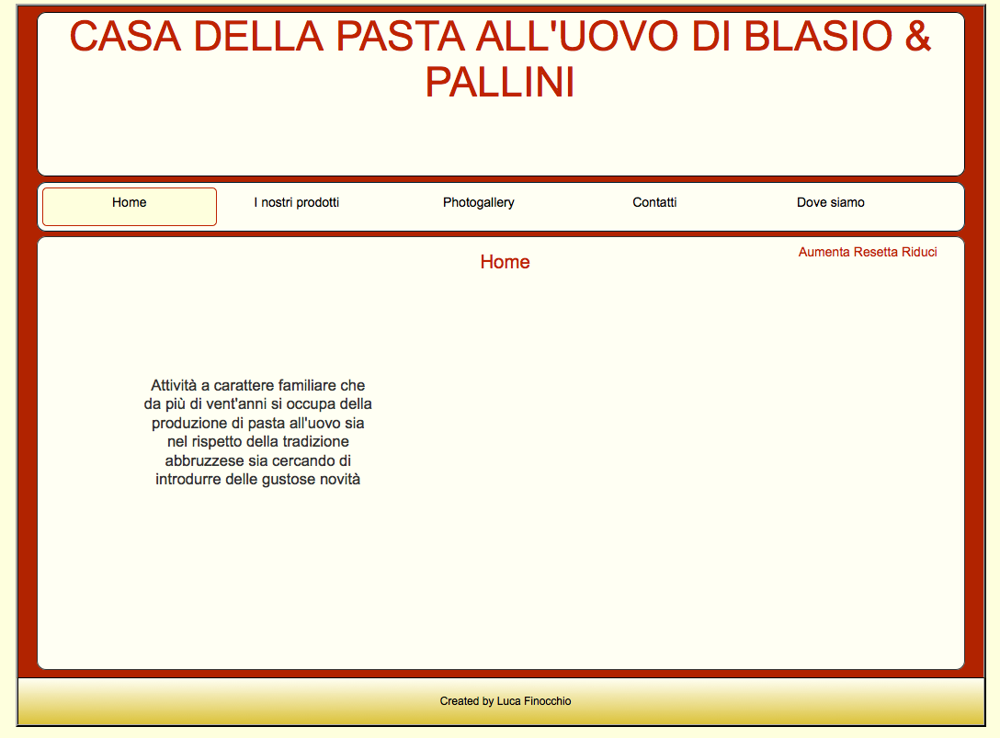 CASA DELLA PASTA ALL'UOVO DI BLASIO &
PALLINI
Home
I nostri prodotti
Photogallery
Contatti
Dove siamo
Aumenta Resetta Riduci
Home
Attività a carattere familiare che
da più di vent'anni si occupa della
produzione di pasta all'uovo sia
nel rispetto della tradizione
abbruzzese sia cercando di
introdurre delle gustose novità
Created by Luca Finocchio